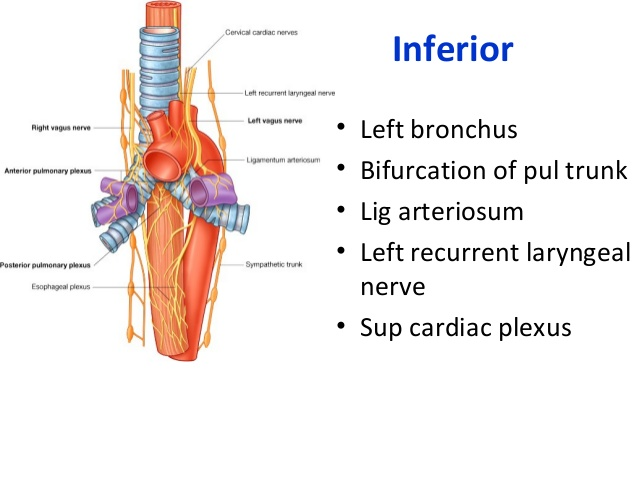 Cervical cardiac nerves
Left recurrent laryngeal nerve
Right vagus nerve
Left vagus nerve
Ligamentum arteriosum
Anterior pulmonary plexus
Posterior pulmonary plexus
Sympathetic trunk
Esophageal plexus
Inferior
• Left bronchus
• Bifurcation of pul trunk
• Lig arteriosum
• Left recurrent laryngeal
nerve
• Sup cardiac plexus